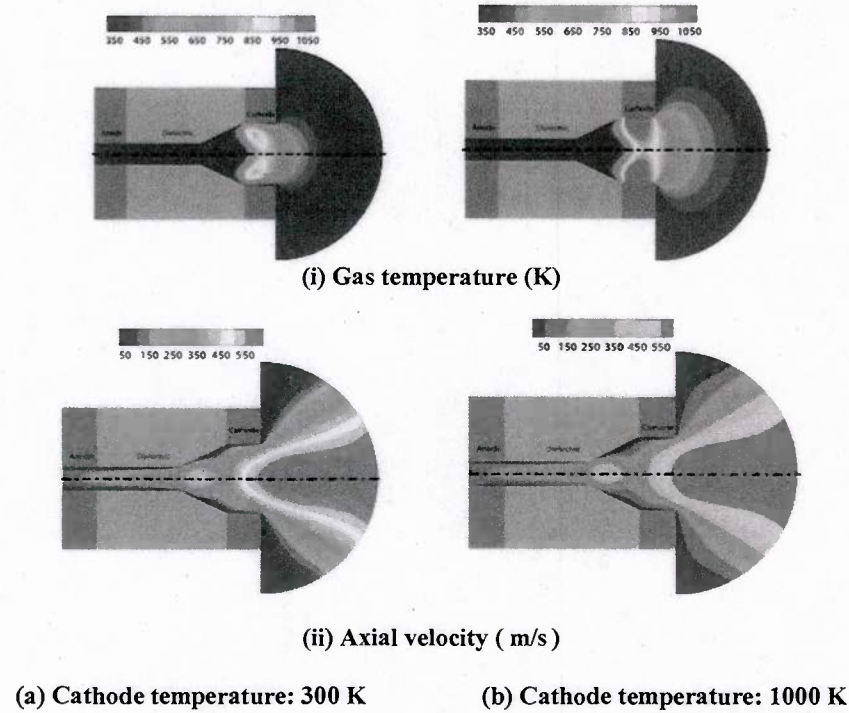 350 450 550 650 750 850 950 1050
350 450 550 650 750 850 950 1050
Cathode
Cathode
Anode Dielectric
Anode Dielectric
(i) Gas temperature (K)
50 150 250 350 450 550
50 150 250 350 450 550
Cathode
Cathode
Anode Dielectric
Anode Dielectric
(ii) Axial velocity ( m/s )
(a) Cathode temperature: 300 K
(b) Cathode temperature: 1000 K